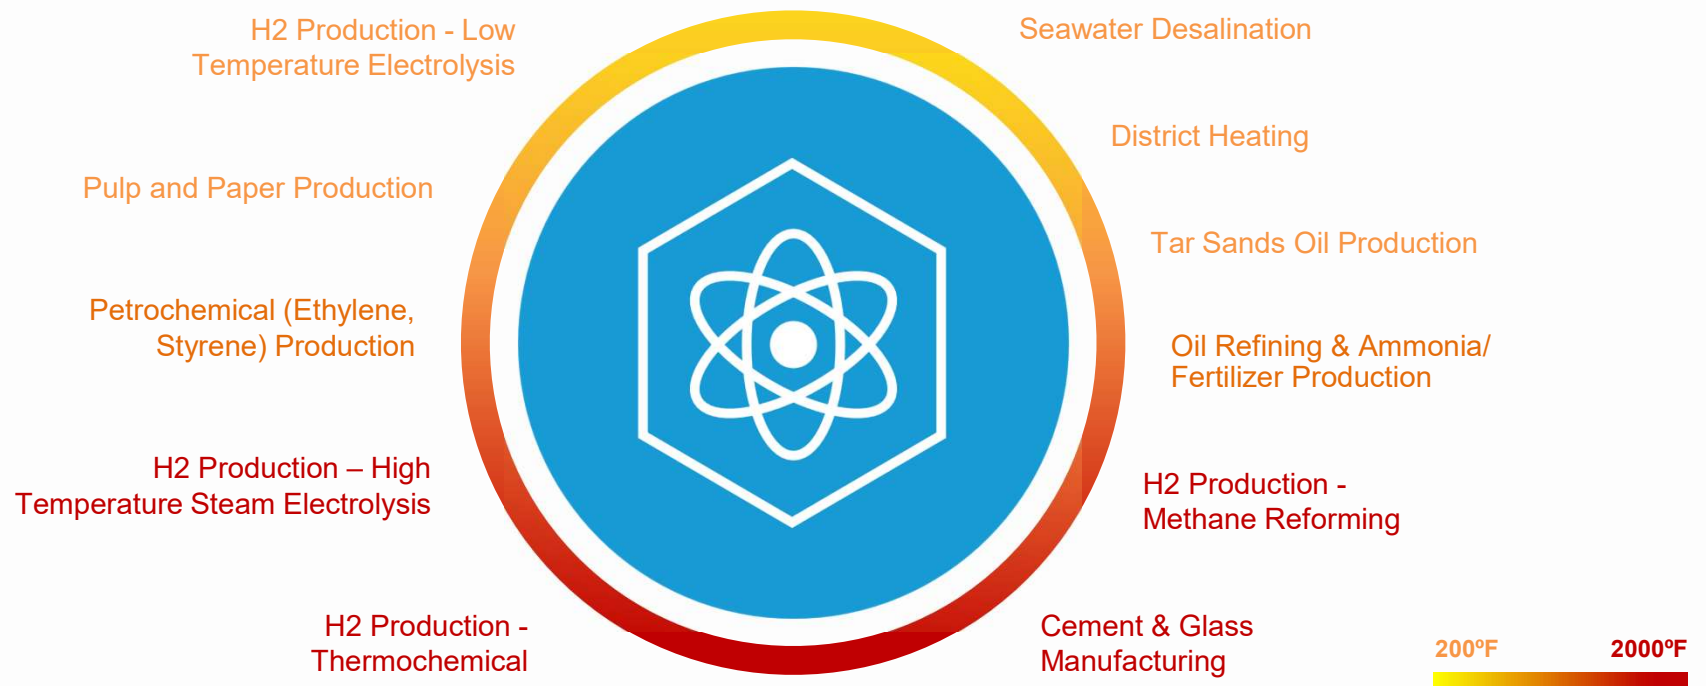 H2 Production - Low
Temperature Electrolysis
Seawater Desalination
District Heating
Pulp and Paper Production
Tar Sands Oil Production
Petrochemical (Ethylene,
Styrene) Production
Oil Refining & Ammonia/
Fertilizer Production
H2 Production – High
Temperature Steam Electrolysis
H2 Production -
Methane Reforming
H2 Production -
Thermochemical
Cement & Glass
Manufacturing
200ºF 2000ºF